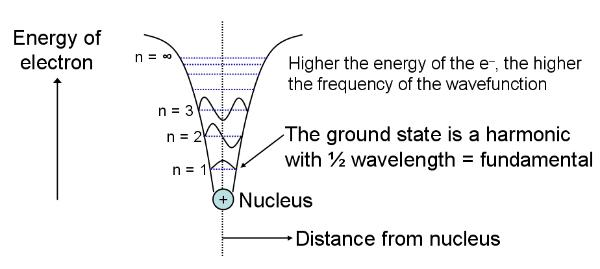 Energy of
electron
n = ∞
Higher the energy of the e⁻, the higher
the frequency of the wavefunction
n = 3
n = 2
The ground state is a harmonic
with ½ wavelength = fundamental
n = 1
+
Nucleus
Distance from nucleus